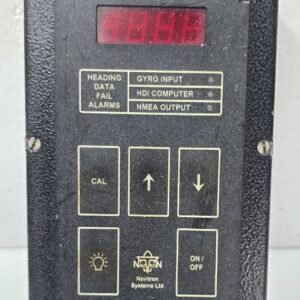 HEADING
DATA
FAIL
ALARMS
GYRO INPUT
HDI COMPUTER
NMEA OUTPUT
CAL
↑
↓
Navitron
Systems Ltd
ON /
OFF